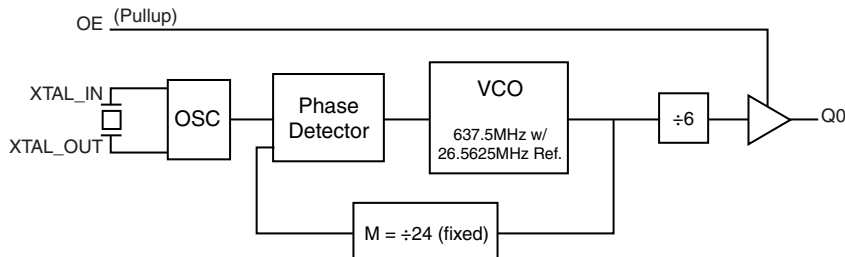 OE (Pullup)
XTAL_IN
XTAL_OUT
OSC
Phase
Detector
VCO
637.5MHz w/
26.5625MHz Ref.
÷6
Q0
M = ÷24 (fixed)